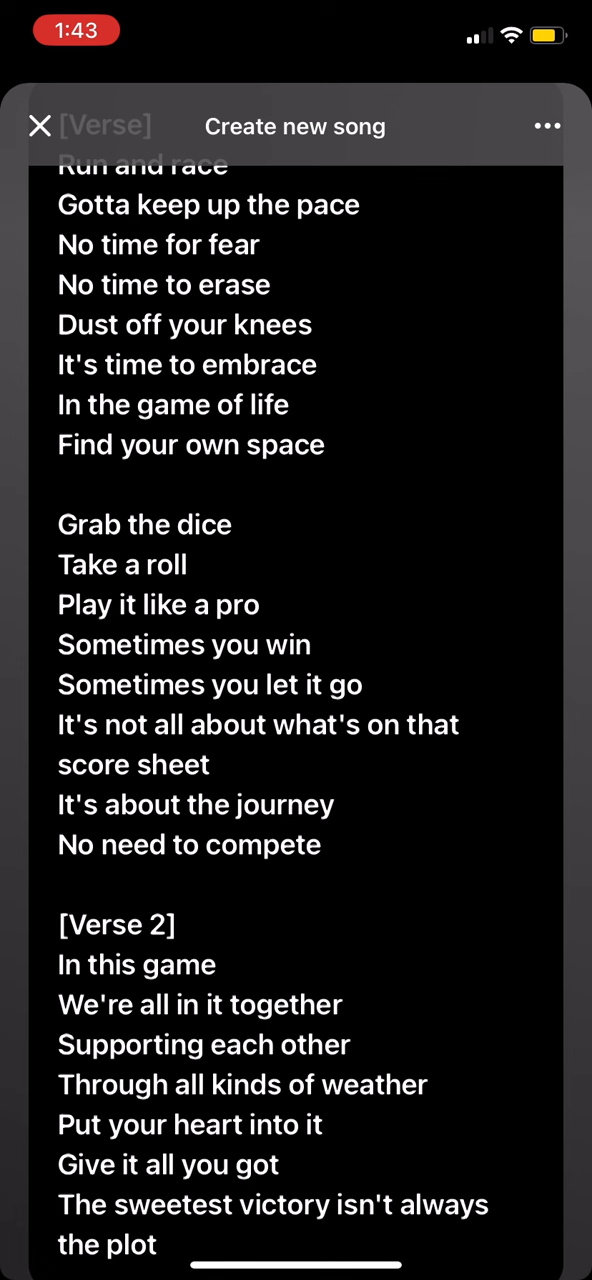 1:43
[Verse]
Create new song
Run and race
Gotta keep up the pace
No time for fear
No time to erase
Dust off your knees
It's time to embrace
In the game of life
Find your own space
Grab the dice
Take a roll
Play it like a pro
Sometimes you win
Sometimes you let it go
It's not all about what's on that
score sheet
It's about the journey
No need to compete
[Verse 2]
In this game
We're all in it together
Supporting each other
Through all kinds of weather
Put your heart into it
Give it all you got
The sweetest victory isn't always
the plot